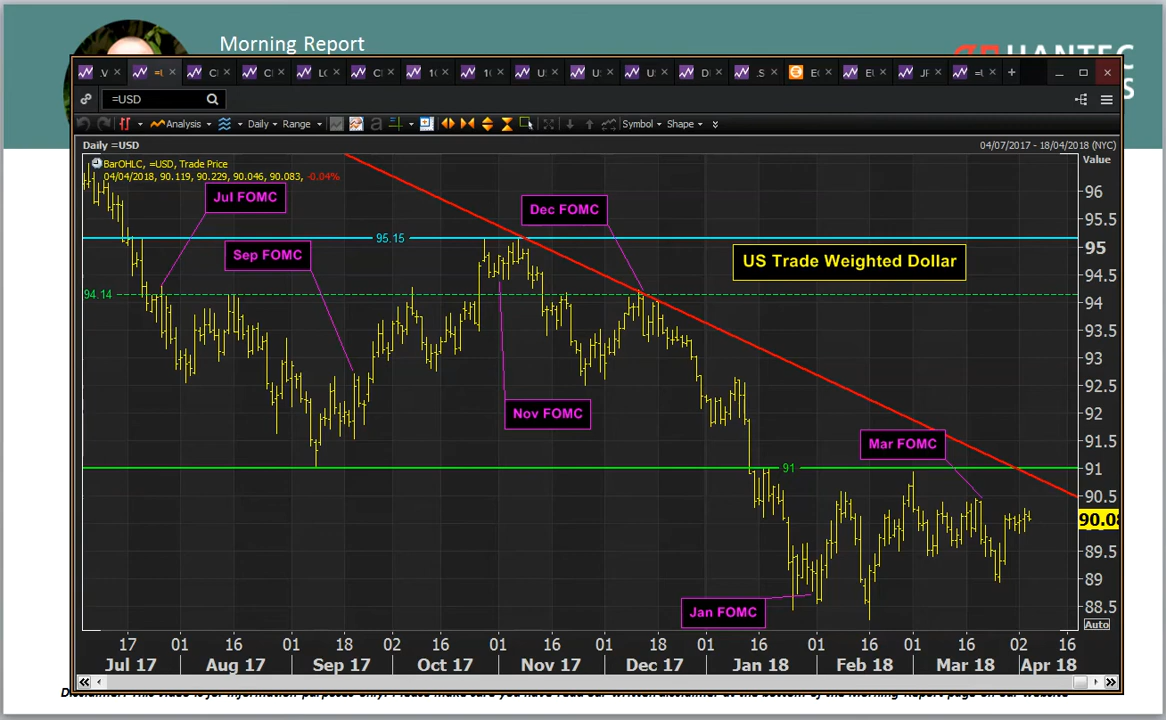 Morning Report
HANTEC
=USD
Analysis Daily Range Symbol Shape
Daily =USD
04/07/2017 - 18/04/2018 (NYC)
BarOHLC, =USD, Trade Price
04/04/2018, 90.119, 90.229, 90.046, 90.083, -0.04%
Value
Jul FOMC
Dec FOMC
95.15
Sep FOMC
US Trade Weighted Dollar
94.14
Nov FOMC
Mar FOMC
91
Jan FOMC
96
95.5
95
94.5
94
93.5
93
92.5
92
91.5
91
90.5
90.0
89.5
89
88.5
Auto
17 01 16 01 18 02 16 01 16 01 18 01 16 01 16 01 16 02 16
Jul 17 Aug 17 Sep 17 Oct 17 Nov 17 Dec 17 Jan 18 Feb 18 Mar 18 Apr 18